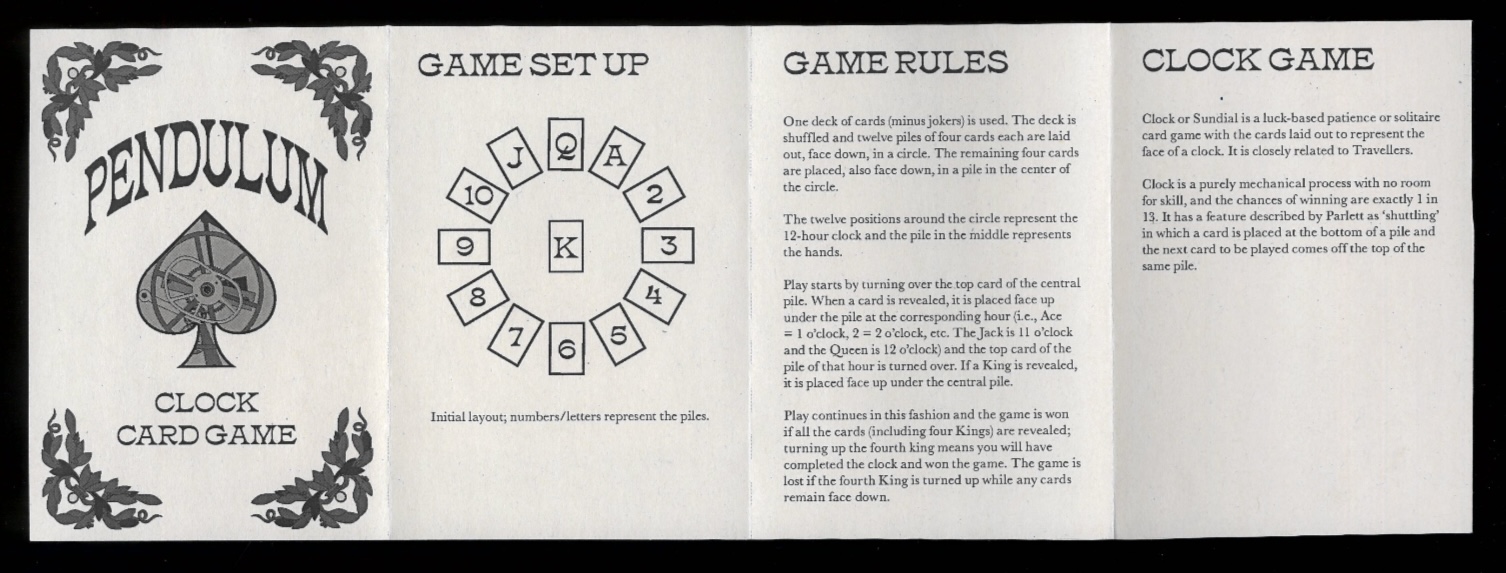 PENDULUM
CLOCK
CARD GAME
GAME SET UP
Q
J
A
10
2
9
K
3
8
4
7
5
6
Initial layout; numbers/letters represent the piles.
GAME RULES
One deck of cards (minus jokers) is used. The deck is
shuffled and twelve piles of four cards each are laid
out, face down, in a circle. The remaining four cards
are placed, also face down, in a pile in the center of
the circle.
The twelve positions around the circle represent the
12-hour clock and the pile in the middle represents
the hands.
Play starts by turning over the top card of the central
pile. When a card is revealed, it is placed face up
under the pile at the corresponding hour (i.e., Ace
= 1 o'clock, 2 = 2 o'clock, etc. The Jack is 11 o'clock
and the Queen is 12 o'clock) and the top card of the
pile of that hour is turned over. If a King is revealed,
it is placed face up under the central pile.
Play continues in this fashion and the game is won
if all the cards (including four Kings) are revealed;
turning up the fourth king means you will have
completed the clock and won the game. The game is
lost if the fourth King is turned up while any cards
remain face down.
CLOCK GAME
Clock or Sundial is a luck-based patience or solitaire
card game with the cards laid out to represent the
face of a clock. It is closely related to Travellers.
Clock is a purely mechanical process with no room
for skill, and the chances of winning are exactly 1 in
13. It has a feature described by Parlett as 'shuttling'
in which a card is placed at the bottom of a pile and
the next card to be played comes off the top of the
same pile.